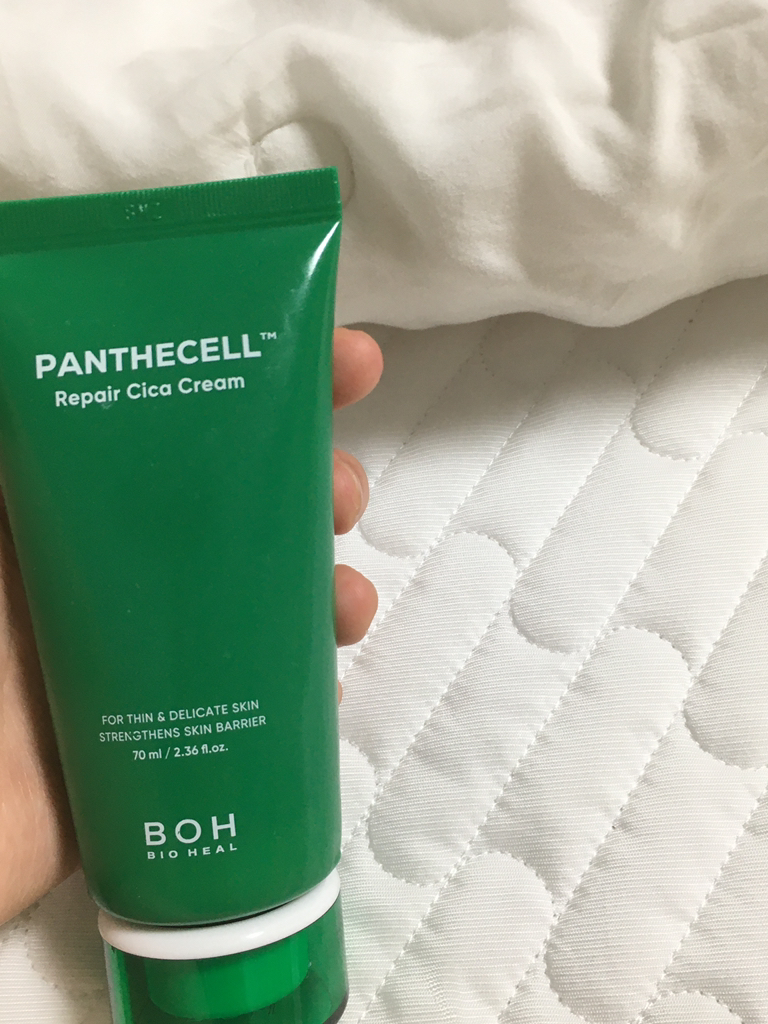 PANTHECELL™
Repair Cica Cream
FOR THIN & DELICATE SKIN
STRENGTHENS SKIN BARRIER
70 ml / 2.36 fl.oz.
BOH
BIO HEAL